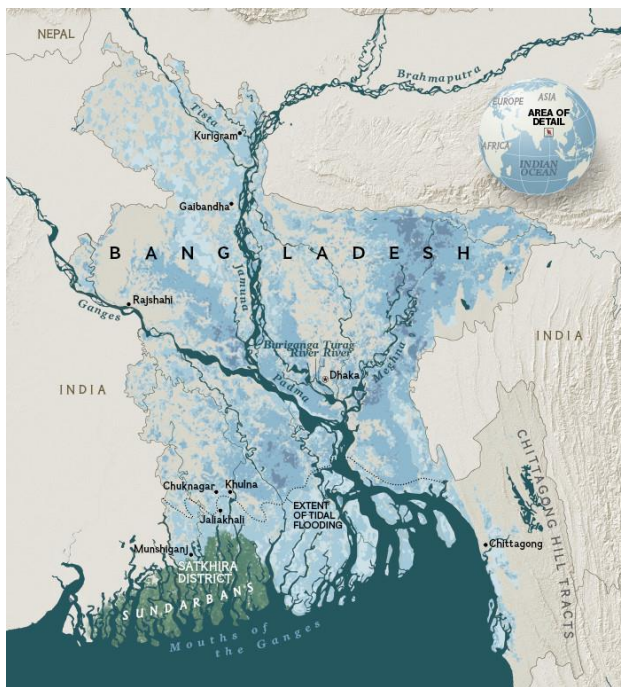 NEPAL
Brahmaputra
EUROPE
ASIA
AREA OF
DETAIL
AFRICA
INDIAN
OCEAN
Tista
Kurigram
Gaibandha
BANGLADESH
Jamuna
Rajshahi
Ganges
Buriganga Turag
River River
Dhaka
Meghna
Padma
INDIA
INDIA
Chuknagar
Khulna
EXTENT
OF TIDAL
FLOODING
Jaliakhali
Munshiganj
SATKHIRA
DISTRICT
SUNDARBANS
Mouths of
the Ganges
Chittagong
CHITTAGONG HILL TRACTS